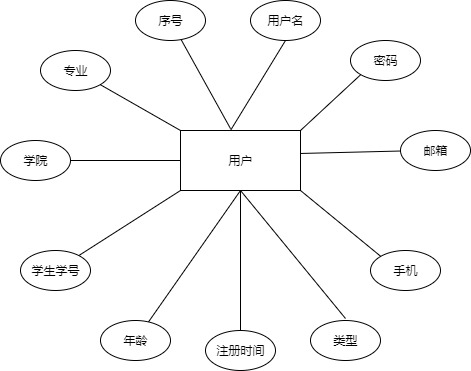 序号
用户名
密码
专业
邮箱
学院
用户
学生学号
手机
年龄
注册时间
类型